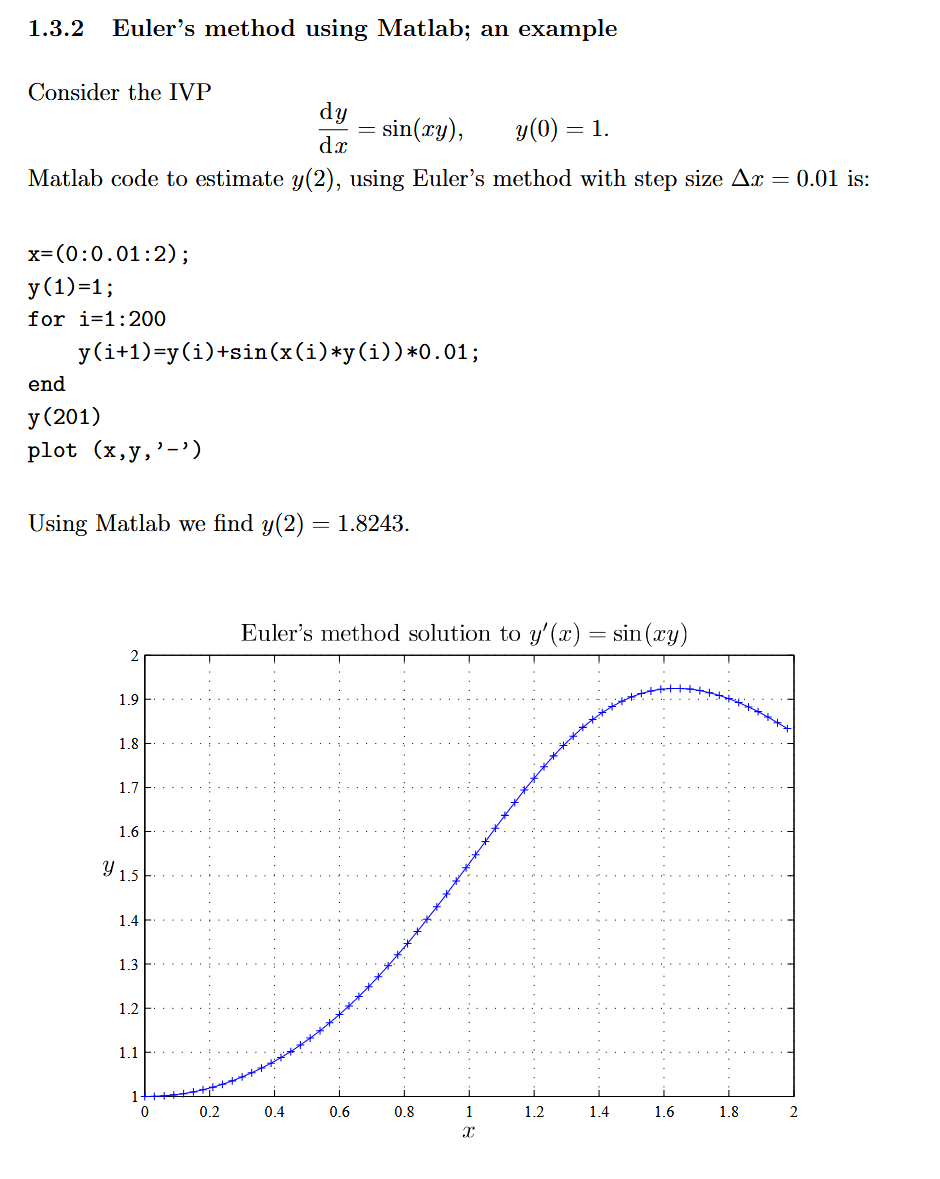 1.3.2 Euler's method using Matlab; an example
Consider the IVP
dy/dx = sin(xy), y(0) = 1.
Matlab code to estimate y(2), using Euler's method with step size Δx = 0.01 is:
x=(0:0.01:2);
y(1)=1;
for i=1:200
y(i+1)=y(i)+sin(x(i)*y(i))*0.01;
end
y(201)
plot (x,y,'-')
Using Matlab we find y(2) = 1.8243.
Euler's method solution to y′(x) = sin(xy)
2
1.9
1.8
1.7
1.6
y
1.5
1.4
1.3
1.2
1.1
1
0 0.2 0.4 0.6 0.8 1 1.2 1.4 1.6 1.8 2
x